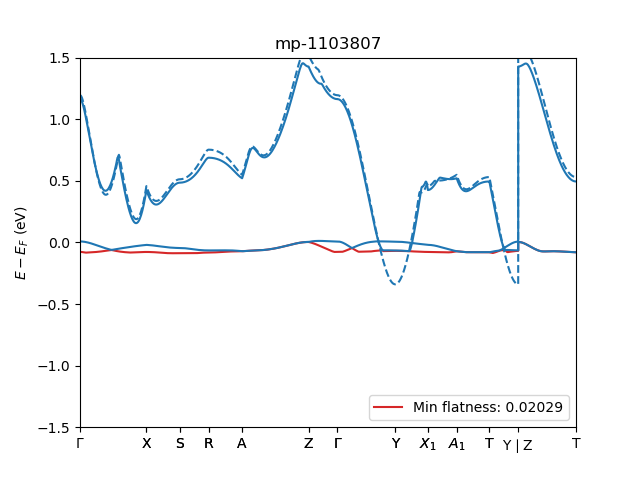 mp-1103807
1.5
1.0
0.5
0.0
−0.5
−1.0
−1.5
E − E_F (eV)
Min flatness: 0.02029
Γ X S R A Z Γ Y X₁ A₁ T Y | Z T